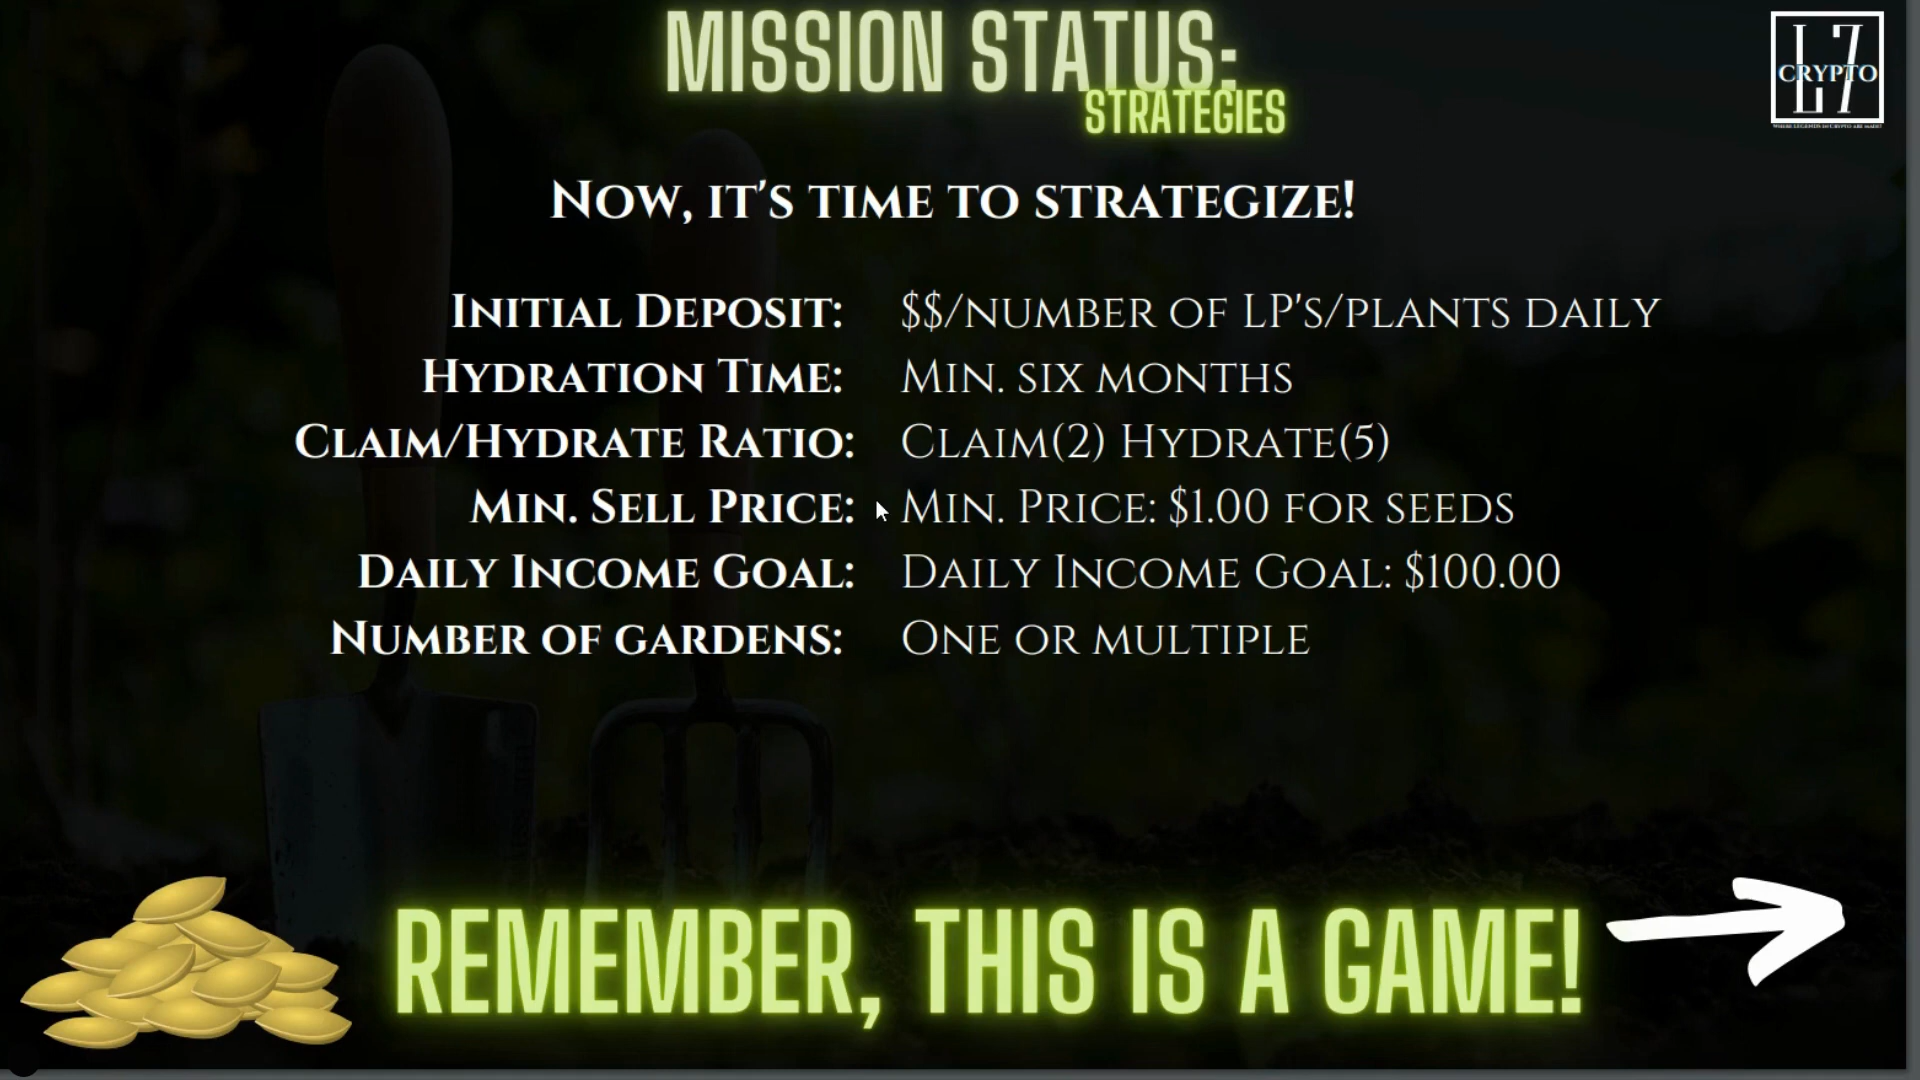 MISSION STATUS:
STRATEGIES
L7
CRYPTO
NOW, IT'S TIME TO STRATEGIZE!
INITIAL DEPOSIT: $$/NUMBER OF LP'S/PLANTS DAILY
HYDRATION TIME: MIN. SIX MONTHS
CLAIM/HYDRATE RATIO: CLAIM(2) HYDRATE(5)
MIN. SELL PRICE: MIN. PRICE: $1.00 FOR SEEDS
DAILY INCOME GOAL: DAILY INCOME GOAL: $100.00
NUMBER OF GARDENS: ONE OR MULTIPLE
REMEMBER, THIS IS A GAME!